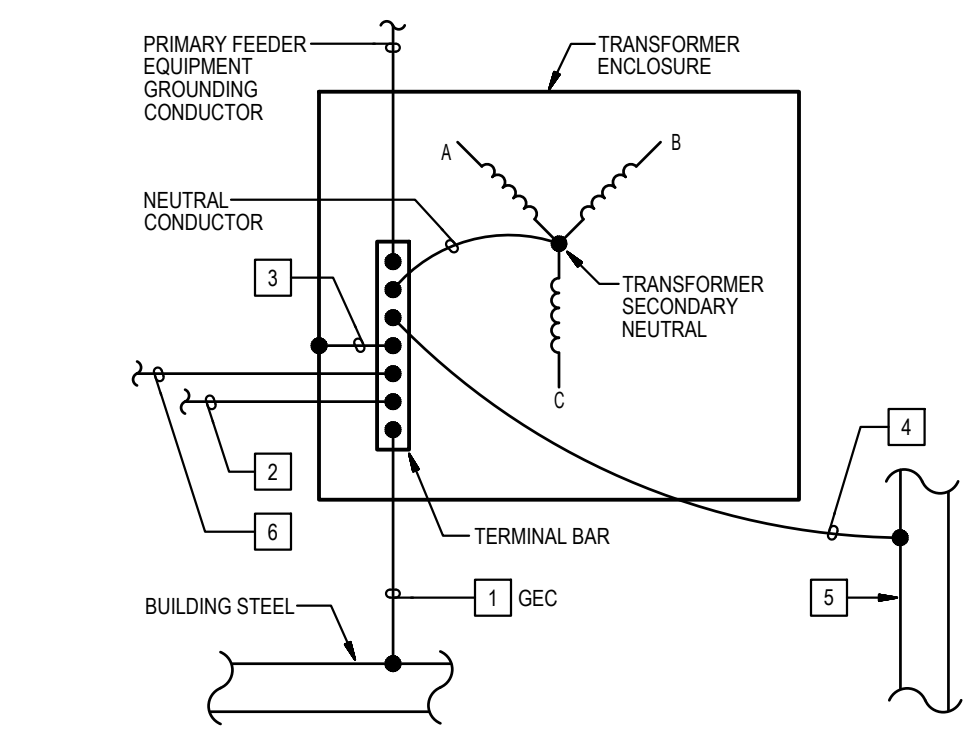 PRIMARY FEEDER
EQUIPMENT
GROUNDING
CONDUCTOR
TRANSFORMER
ENCLOSURE
A
B
NEUTRAL
CONDUCTOR
3
TRANSFORMER
SECONDARY
NEUTRAL
C
4
2
6
TERMINAL BAR
1 GEC
5
BUILDING STEEL